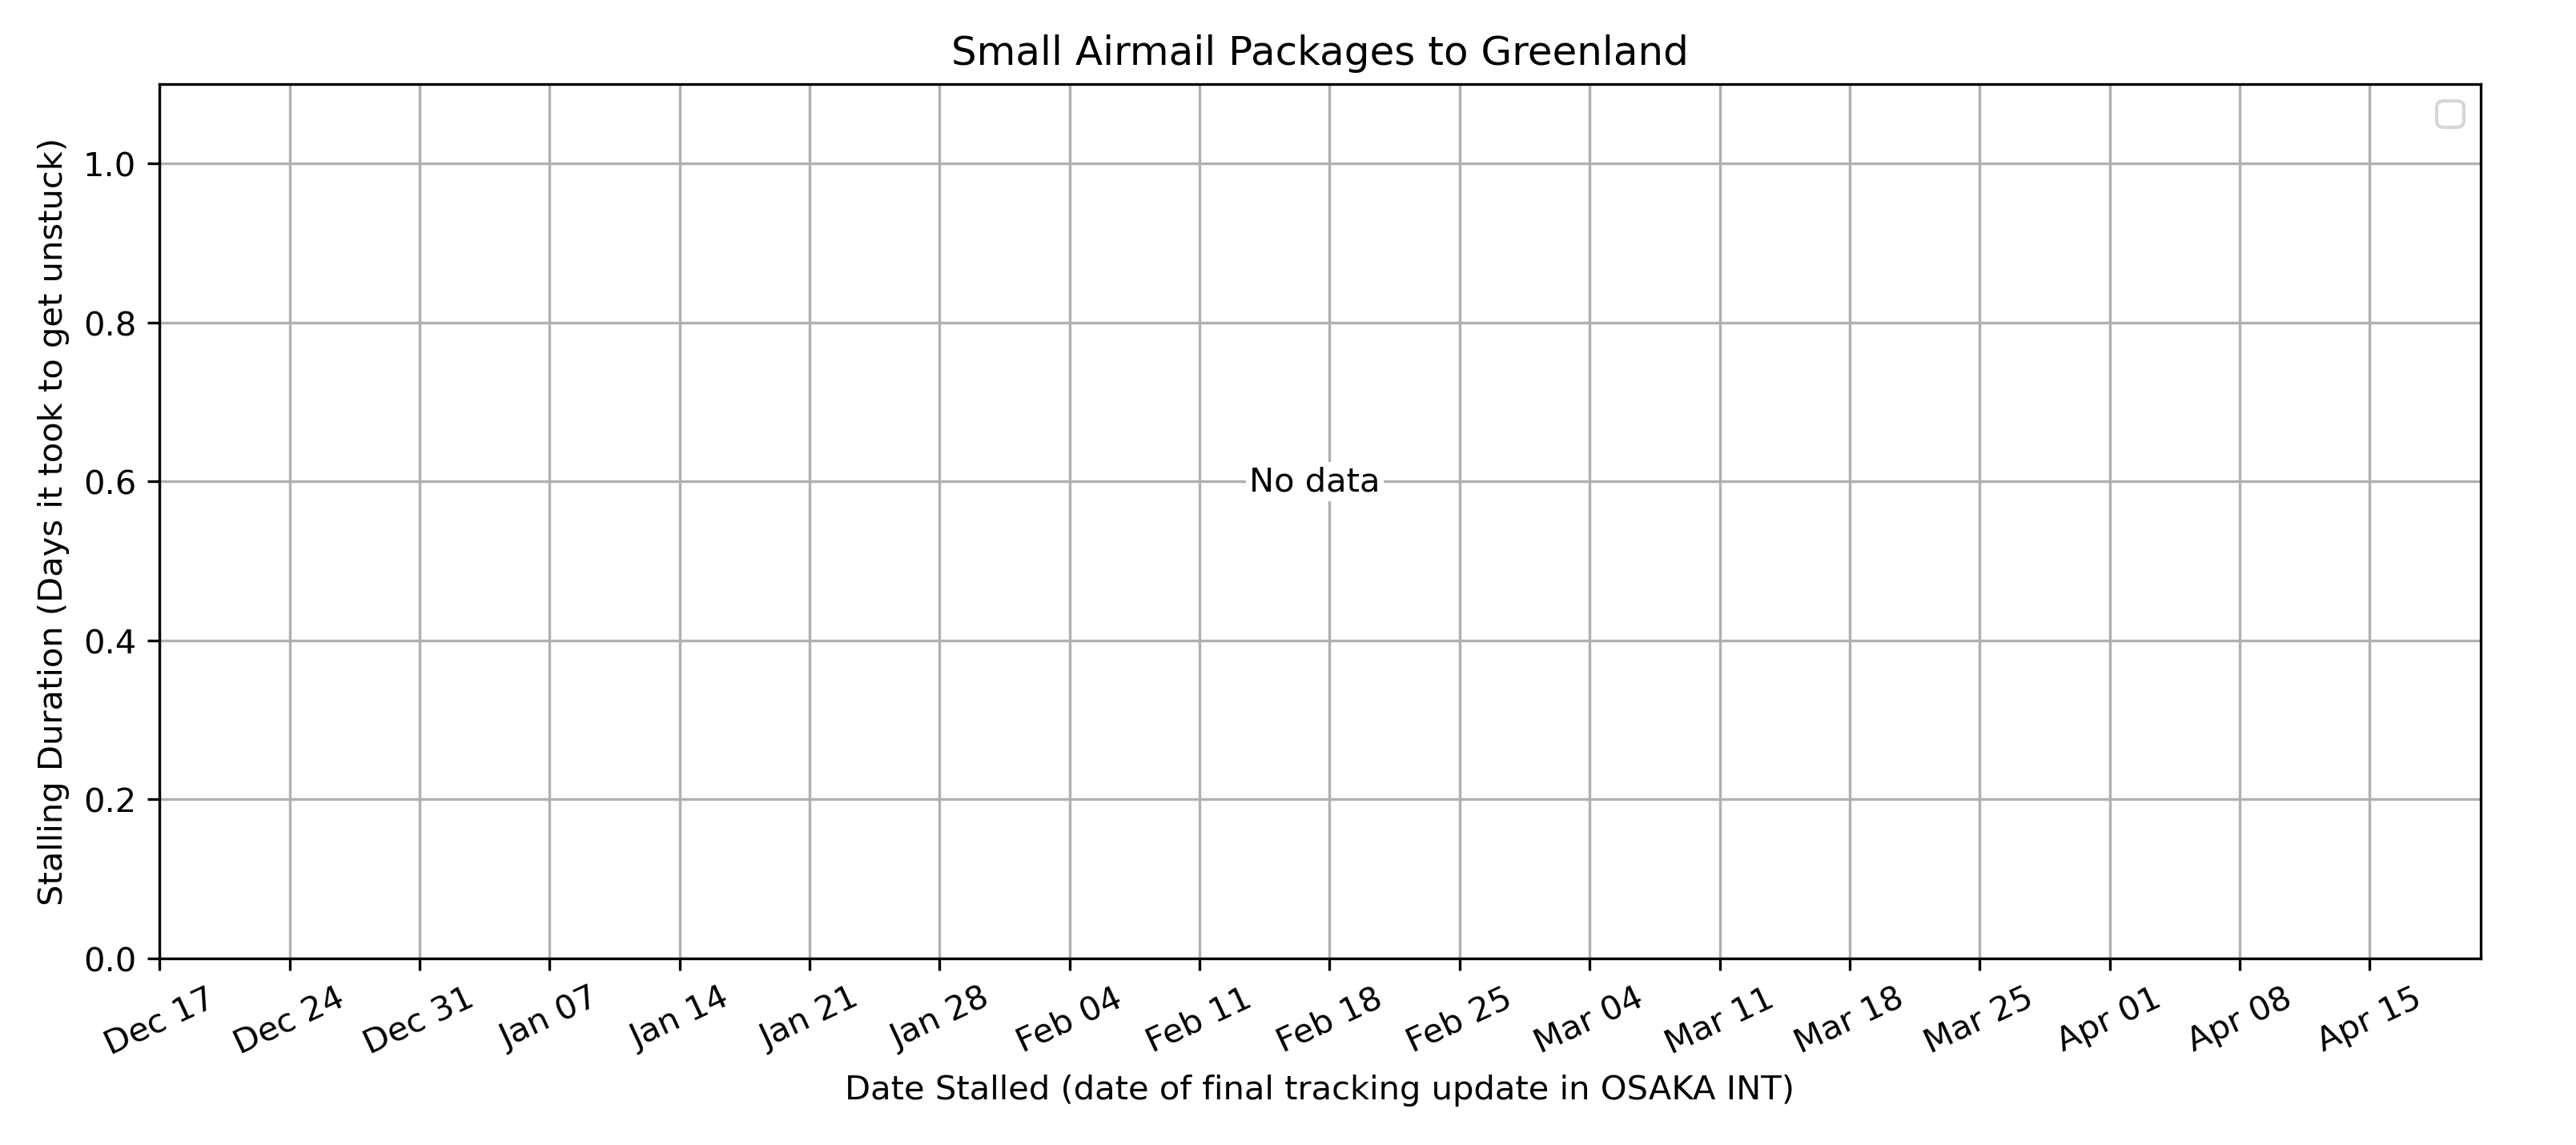 Small Airmail Packages to Greenland
Stalling Duration (Days it took to get unstuck)
1.0
0.8
0.6
0.4
0.2
0.0
No data
Dec 17
Dec 24
Dec 31
Jan 07
Jan 14
Jan 21
Jan 28
Feb 04
Feb 11
Feb 18
Feb 25
Mar 04
Mar 11
Mar 18
Mar 25
Apr 01
Apr 08
Apr 15
Date Stalled (date of final tracking update in OSAKA INT)